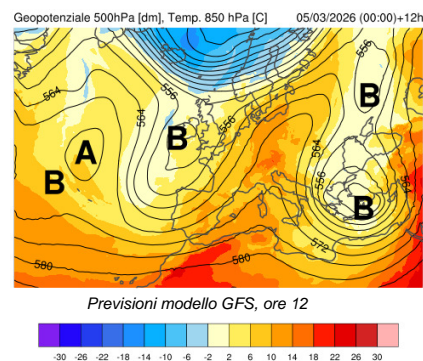 Geopotenziale 500hPa [dm], Temp. 850 hPa [C] 05/03/2026 (00:00)+12h
556
B
564
556
564
B
556
A
564
B
556
564
B
572
580
580
Previsioni modello GFS, ore 12
-30 -26 -22 -18 -14 -10 -6 -2 2 6 10 14 18 22 26 30